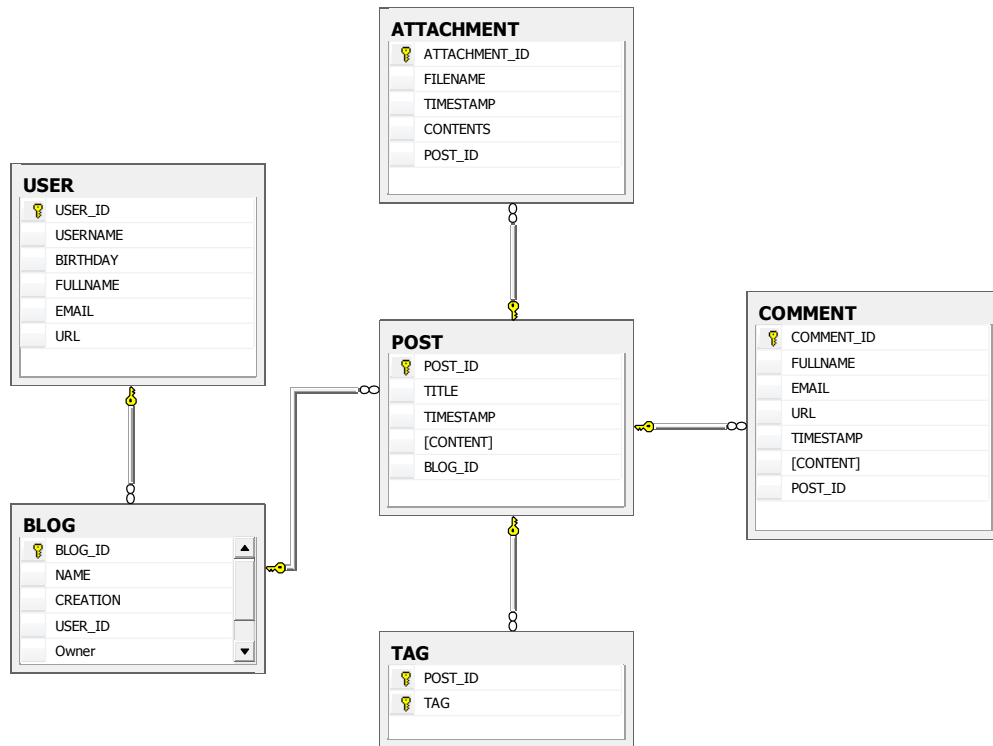 ATTACHMENT
ATTACHMENT_ID
FILENAME
TIMESTAMP
CONTENTS
POST_ID
USER
USER_ID
USERNAME
BIRTHDAY
FULLNAME
EMAIL
URL
POST
POST_ID
TITLE
TIMESTAMP
[CONTENT]
BLOG_ID
COMMENT
COMMENT_ID
FULLNAME
EMAIL
URL
TIMESTAMP
[CONTENT]
POST_ID
BLOG
BLOG_ID
NAME
CREATION
USER_ID
Owner
TAG
POST_ID
TAG